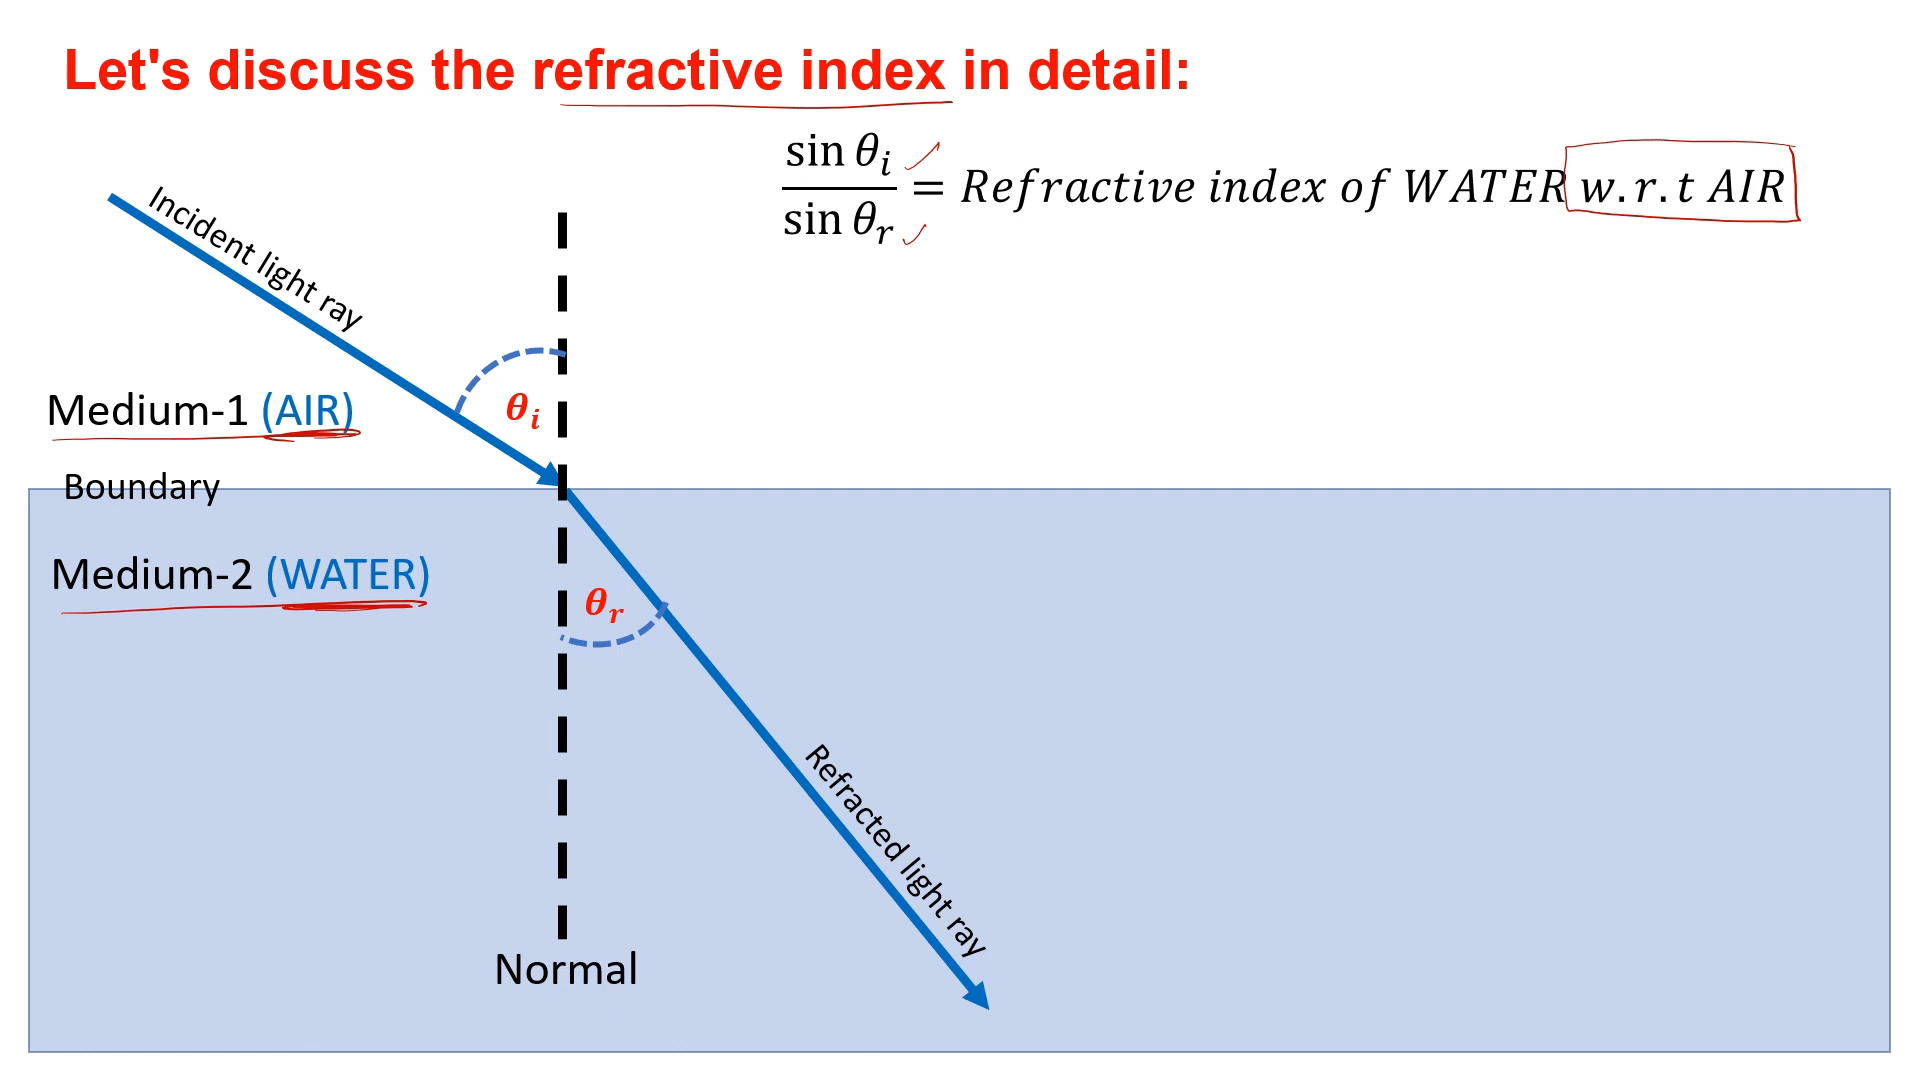 Let's discuss the refractive index in detail:
sin θi / sin θr = Refractive index of WATER w.r.t AIR
Incident light ray
θi
Medium-1 (AIR)
Boundary
Medium-2 (WATER)
θr
Refracted light ray
Normal